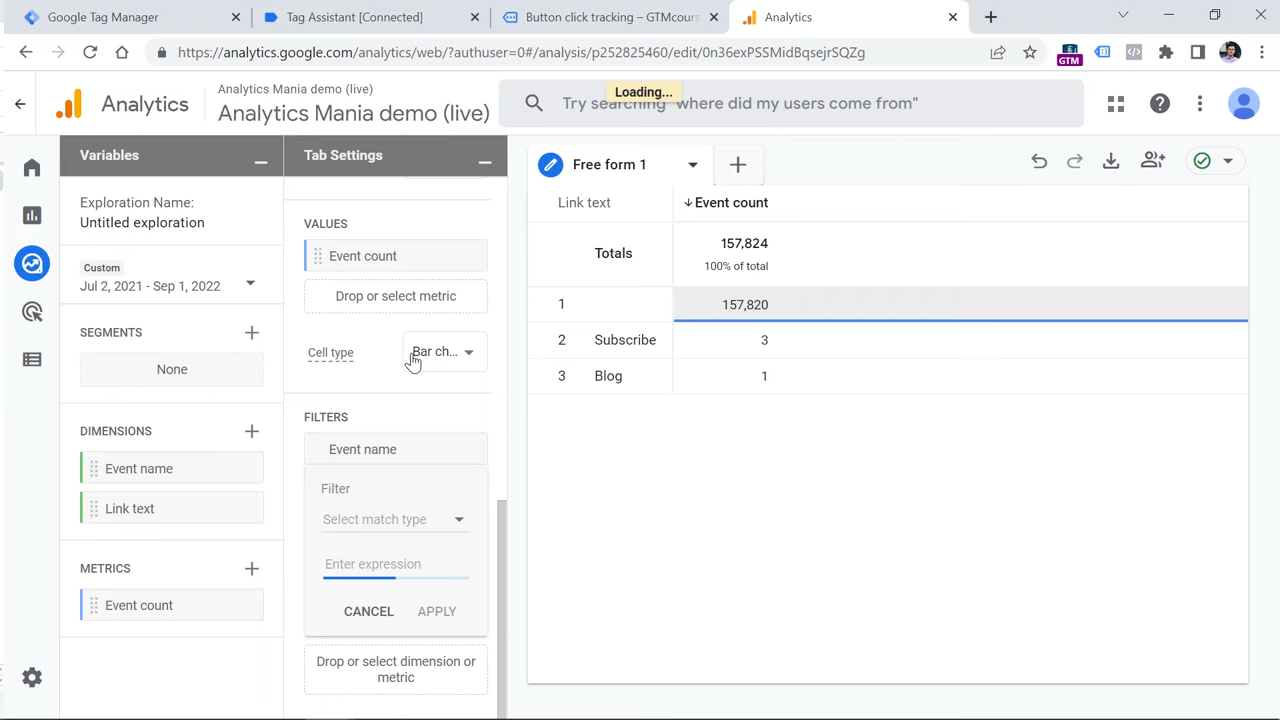 Google Tag Manager
Tag Assistant [Connected]
Button click tracking – GTMcours
Analytics
https://analytics.google.com/analytics/web/?authuser=0#/analysis/p252825460/edit/0n36exPSSMidBqsejrSQZg
GTM
Analytics
Analytics Mania demo (live)
Analytics Mania demo (live)
Loading...
Try searching "where did my users come from"
Variables
Exploration Name:
Untitled exploration
Custom
Jul 2, 2021 - Sep 1, 2022
SEGMENTS
None
DIMENSIONS
Event name
Link text
METRICS
Event count
Tab Settings
VALUES
Event count
Drop or select metric
Cell type
Bar ch...
FILTERS
Event name
Filter
Select match type
Enter expression
CANCEL APPLY
Drop or select dimension or
metric
Free form 1
Link text
Event count
Totals
157,824
100% of total
1 157,820
2 Subscribe 3
3 Blog 1